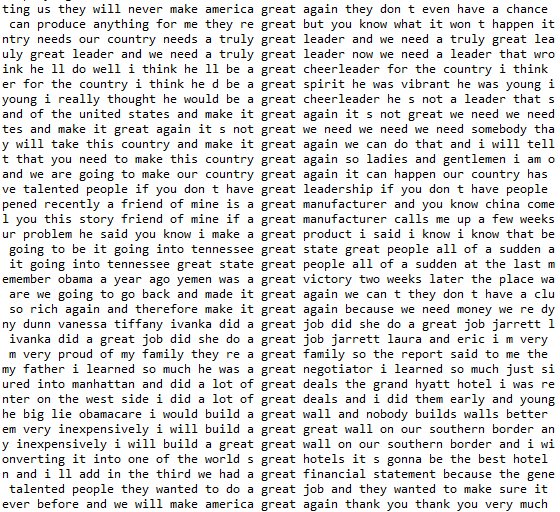 ting us they will never make america great again they don t even have a chance
can produce anything for me they re great but you know what it won t happen it
ntry needs our country needs a truly great leader and we need a truly great lea
uly great leader and we need a truly great leader now we need a leader that wro
ink he ll do well i think he ll be a great cheerleader for the country i think
er for the country i think he d be a great spirit he was vibrant he was young i
young i really thought he would be a great cheerleader he s not a leader that s
and of the united states and make it great again it s not great we need we need
tes and make it great again it s not great we need we need we need somebody tha
y will take this country and make it great again we can do that and i will tell
t that you need to make this country great again so ladies and gentlemen i am o
and we are going to make our country great again it can happen our country has
ve talented people if you don t have great leadership if you don t have people
pened recently a friend of mine is a great manufacturer and you know china come
l you this story friend of mine if a great manufacturer calls me up a few weeks
ur problem he said you know i make a great product i said i know i know that be
going to be it going into tennessee great state great people all of a sudden a
it going into tennessee great state great people all of a sudden at the last m
emember obama a year ago yemen was a great victory two weeks later the place wa
are we going to go back and made it great again we can t they don t have a clu
so rich again and therefore make it great again because we need money we re dy
ny dunn vanessa tiffany ivanka did a great job did she do a great job jarrett l
ivanka did a great job did she do a great job jarrett laura and eric i m very
m very proud of my family they re a great family so the report said to me the
my father i learned so much he was a great negotiator i learned so much just si
ured into manhattan and did a lot of great deals the grand hyatt hotel i was re
nter on the west side i did a lot of great deals and i did them early and young
he big lie obamacare i would build a great wall and nobody builds walls better
em very inexpensively i will build a great great wall on our southern border an
y inexpensively i will build a great great wall on our southern border and i wi
onverting it into one of the world s great hotels it s gonna be the best hotel
n and i ll add in the third we had a great financial statement because the gene
talented people they wanted to do a great job and they wanted to make sure it
ever before and we will make america great again thank you thank you very much